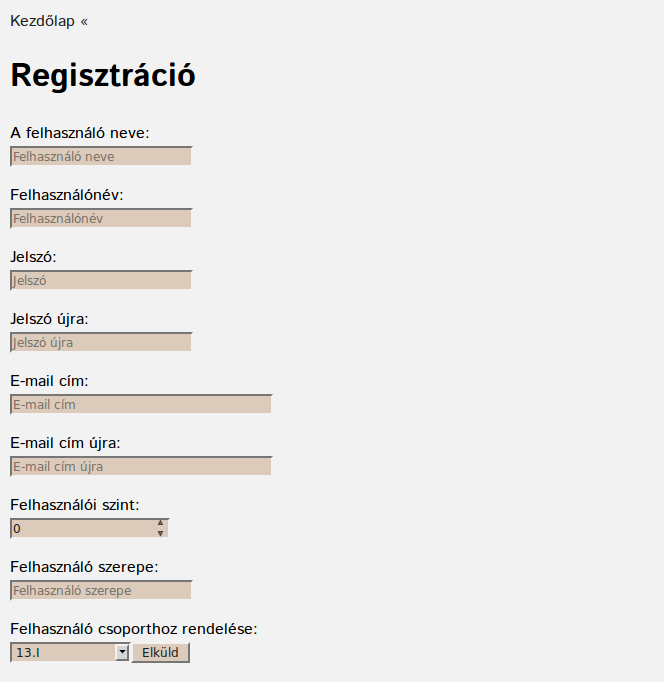 Kezdőlap «
Regisztráció
A felhasználó neve:
Felhasználó neve
Felhasználónév:
Felhasználónév
Jelszó:
Jelszó
Jelszó újra:
Jelszó újra
E-mail cím:
E-mail cím
E-mail cím újra:
E-mail cím újra
Felhasználói szint:
0
Felhasználó szerepe:
Felhasználó szerepe
Felhasználó csoporthoz rendelése:
13.I Elküld